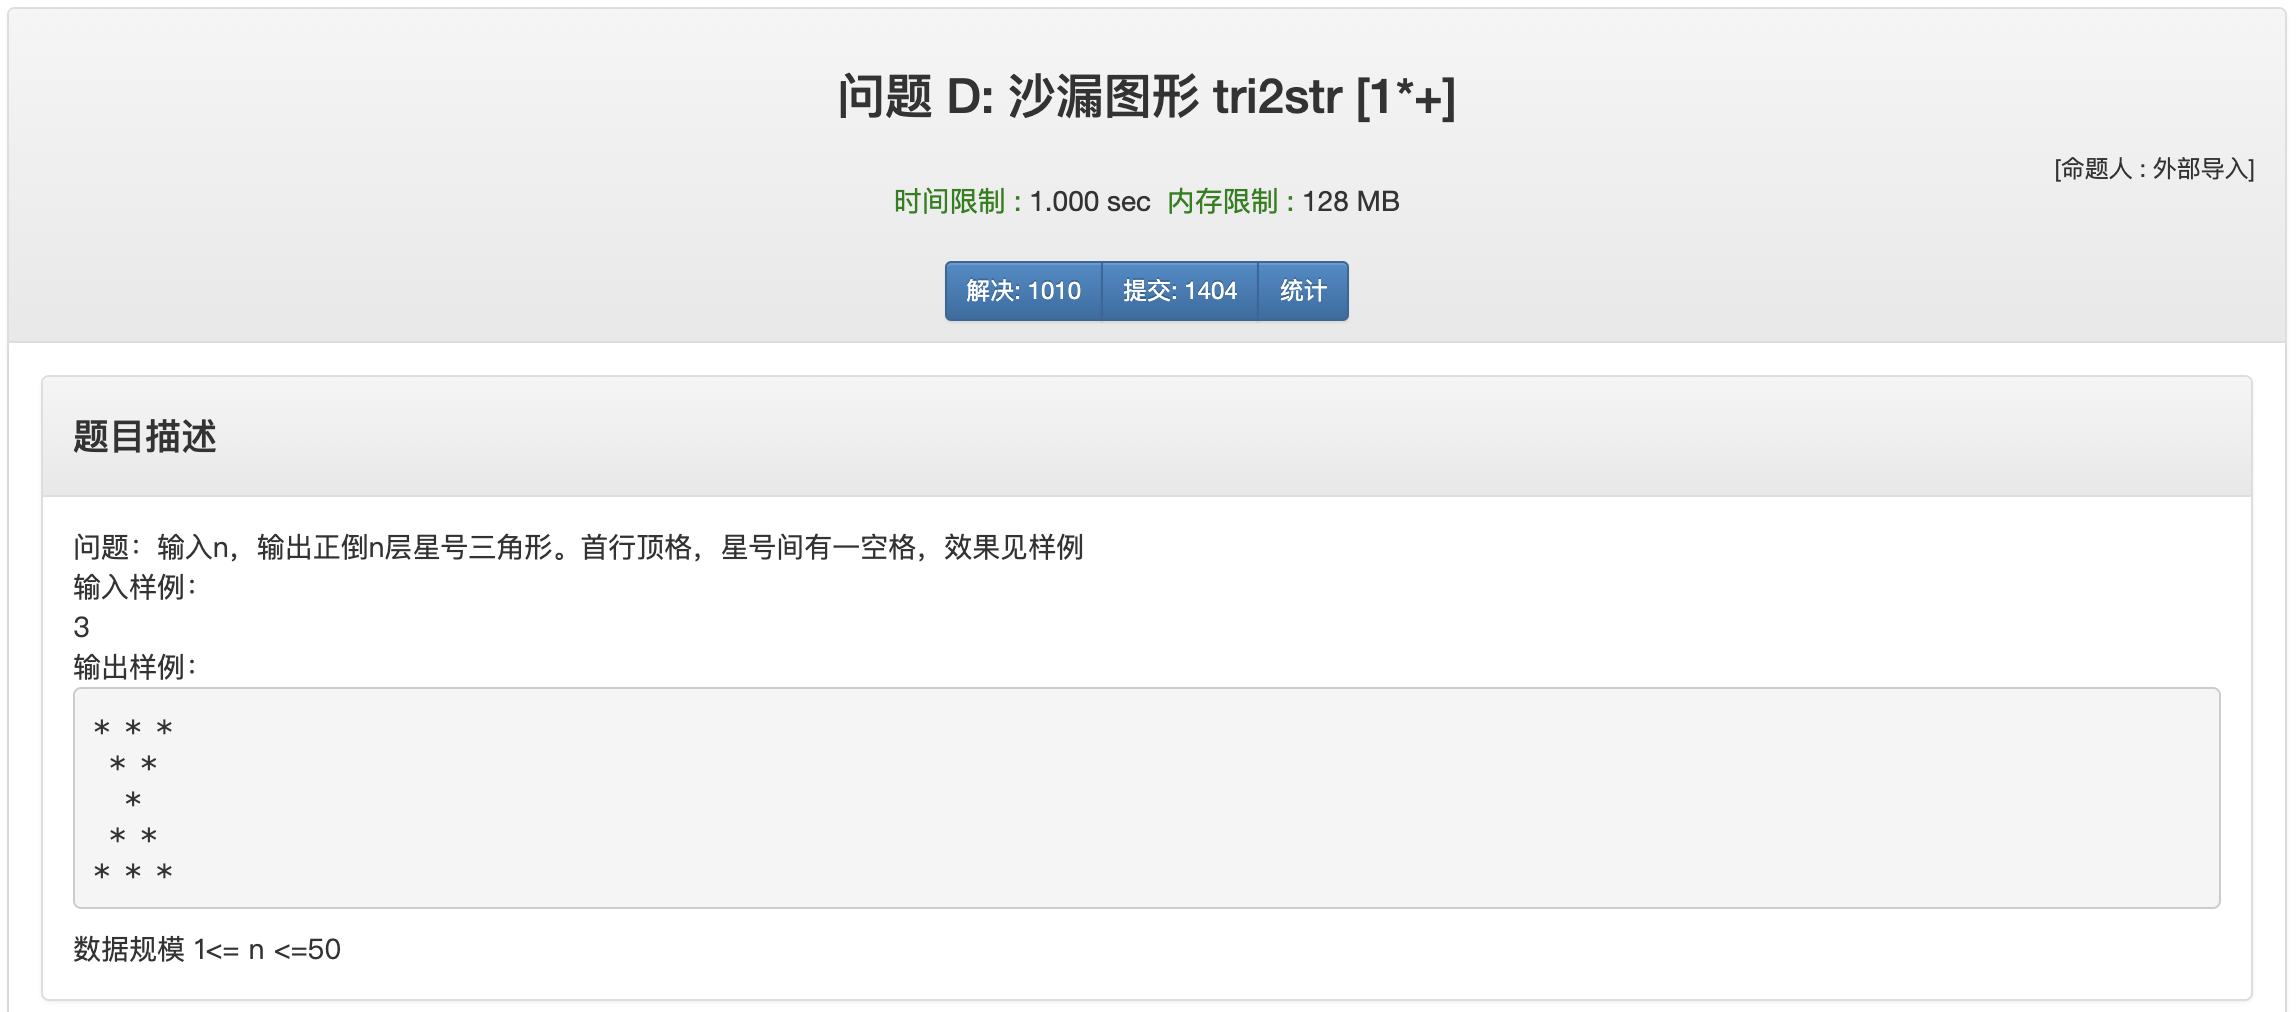 问题 D: 沙漏图形 tri2str [1*+]
[命题人 : 外部导入]
时间限制 : 1.000 sec 内存限制 : 128 MB
解决: 1010 提交: 1404 统计
题目描述
问题：输入n，输出正倒n层星号三角形。首行顶格，星号间有一空格，效果见样例
输入样例：
3
输出样例：
* * *
 * *
  *
 * *
* * *
数据规模 1<= n <=50